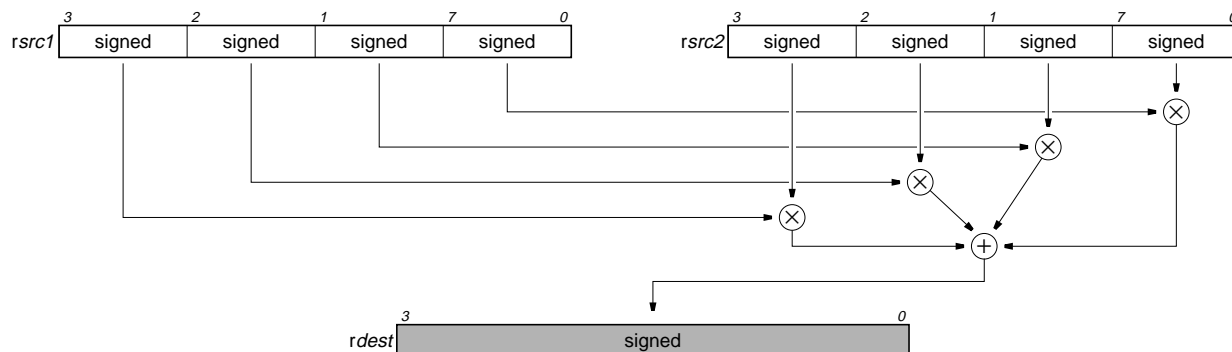 3 2 1 7 0 3 2 1 7 0
rsrc1 signed signed signed signed rsrc2 signed signed signed signed
× 
×
×
×
+
3 0
rdest signed